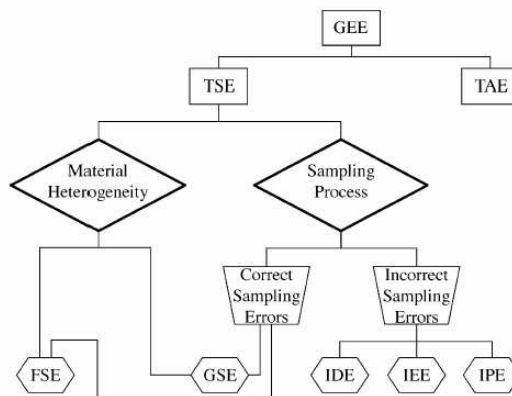 GEE
TSE
TAE
Material
Heterogeneity
Sampling
Process
Correct
Sampling
Errors
Incorrect
Sampling
Errors
FSE
GSE
IDE
IEE
IPE